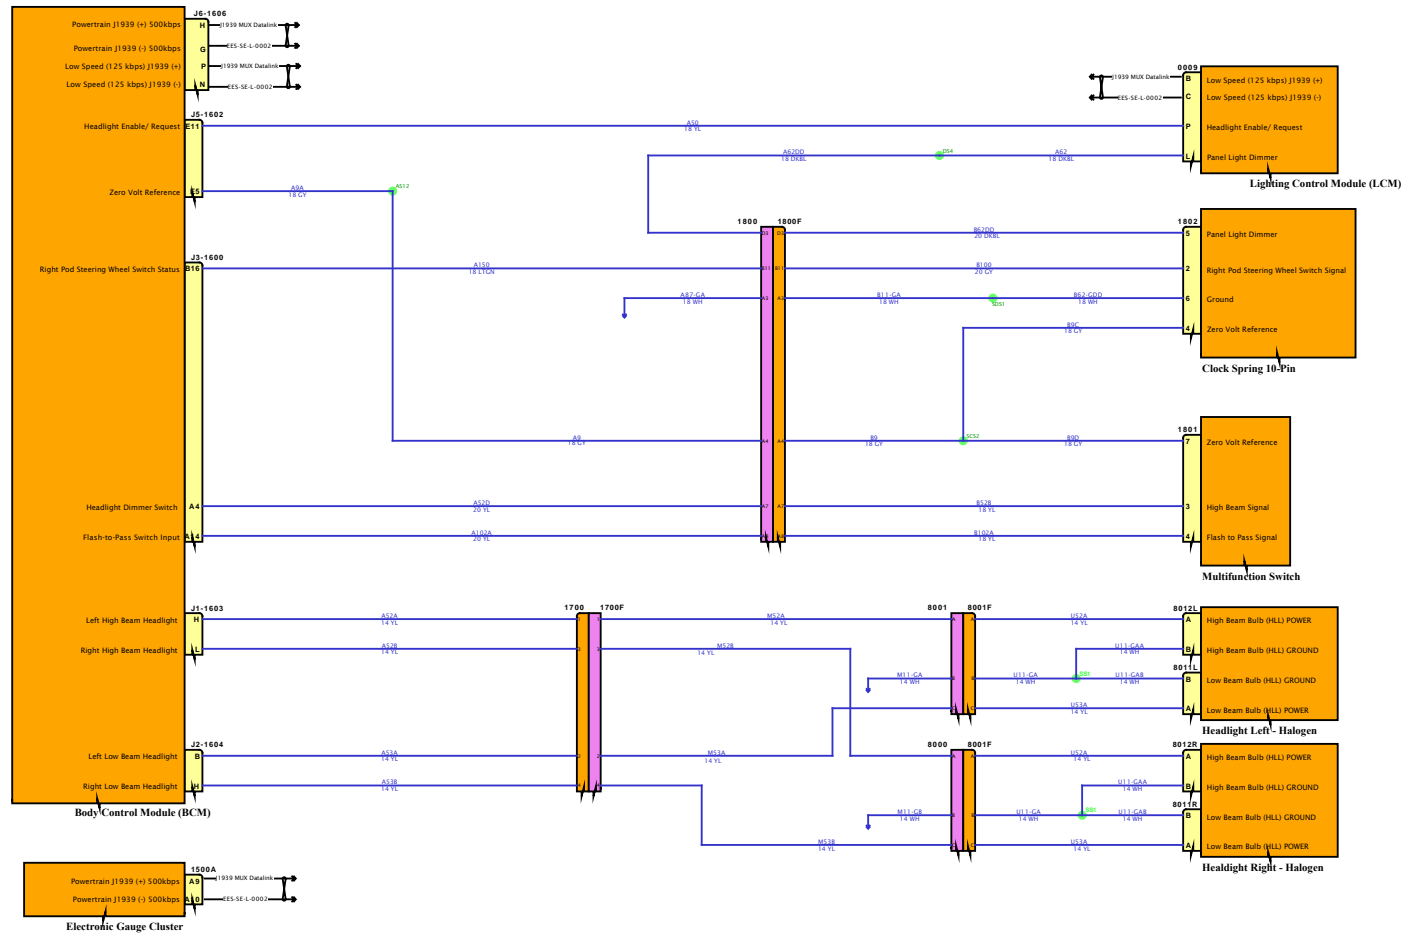 J6-1606
Powertrain J1939 (+) 500kbps
H
J1939 MUX Datalink
Powertrain J1939 (-) 500kbps
G
EES-SE-L-0002
Low Speed (125 kbps) J1939 (+)
P
J1939 MUX Datalink
Low Speed (125 kbps) J1939 (-)
N
EES-SE-L-0002
J5-1602
Headlight Enable/ Request
E11
A50
18 YL
Zero Volt Reference
E5
A9A
18 GY
AS12
J3-1600
Right Pod Steering Wheel Switch Status
B16
A150
18 LTGN
A9
18 GY
Headlight Dimmer Switch
A4
A52D
20 YL
Flash-to-Pass Switch Input
A102A
20 YL
J1-1603
Left High Beam Headlight
H
A52A
14 YL
Right High Beam Headlight
L
A52B
14 YL
J2-1604
Left Low Beam Headlight
B
A53A
14 YL
Right Low Beam Headlight
H
A53B
14 YL
Body Control Module (BCM)
1500A
Powertrain J1939 (+) 500kbps
A9
J1939 MUX Datalink
Powertrain J1939 (-) 500kbps
EES-SE-L-0002
Electronic Gauge Cluster
0009
J1939 MUX Datalink
B
Low Speed (125 kbps) J1939 (+)
EES-SE-L-0002
C
Low Speed (125 kbps) J1939 (-)
P
Headlight Enable/ Request
A62DD
18 DKBL
DS4
A62
18 DKBL
L
Panel Light Dimmer
Lighting Control Module (LCM)
1800
1800F
1802
D3
D3
B62DD
20 DKBL
5
Panel Light Dimmer
B11
B11
B100
20 GY
2
Right Pod Steering Wheel Switch Signal
A87-GA
18 WH
A3
A3
B11-GA
18 WH
SDS1
B62-GDD
18 WH
6
Ground
B9C
18 GY
4
Zero Volt Reference
Clock Spring 10-Pin
1801
A4
A4
B9
18 GY
SCS2
B9D
18 GY
7
Zero Volt Reference
A7
A7
B52B
18 YL
3
High Beam Signal
B102A
18 YL
4
Flash to Pass Signal
Multifunction Switch
1700
1700F
M52A
14 YL
M52B
14 YL
M53A
14 YL
M53B
14 YL
8001
8001F
8012L
A
A
U52A
14 YL
A
High Beam Bulb (HLL) POWER
U11-GAA
14 WH
B
High Beam Bulb (HLL) GROUND
8011L
M11-GA
14 WH
B
B
U11-GA
14 WH
SIS1
U11-GAB
14 WH
B
Low Beam Bulb (HLL) GROUND
C
C
U53A
14 YL
A
Low Beam Bulb (HLL) POWER
Headlight Left - Halogen
8000
8001F
8012R
A
A
U52A
14 YL
A
High Beam Bulb (HLL) POWER
U11-GAA
14 WH
B
High Beam Bulb (HLL) GROUND
8011R
M11-GB
14 WH
B
B
U11-GA
14 WH
SIS1
U11-GAB
14 WH
B
Low Beam Bulb (HLL) GROUND
C
C
U53A
14 YL
A
Low Beam Bulb (HLL) POWER
Healdight Right - Halogen